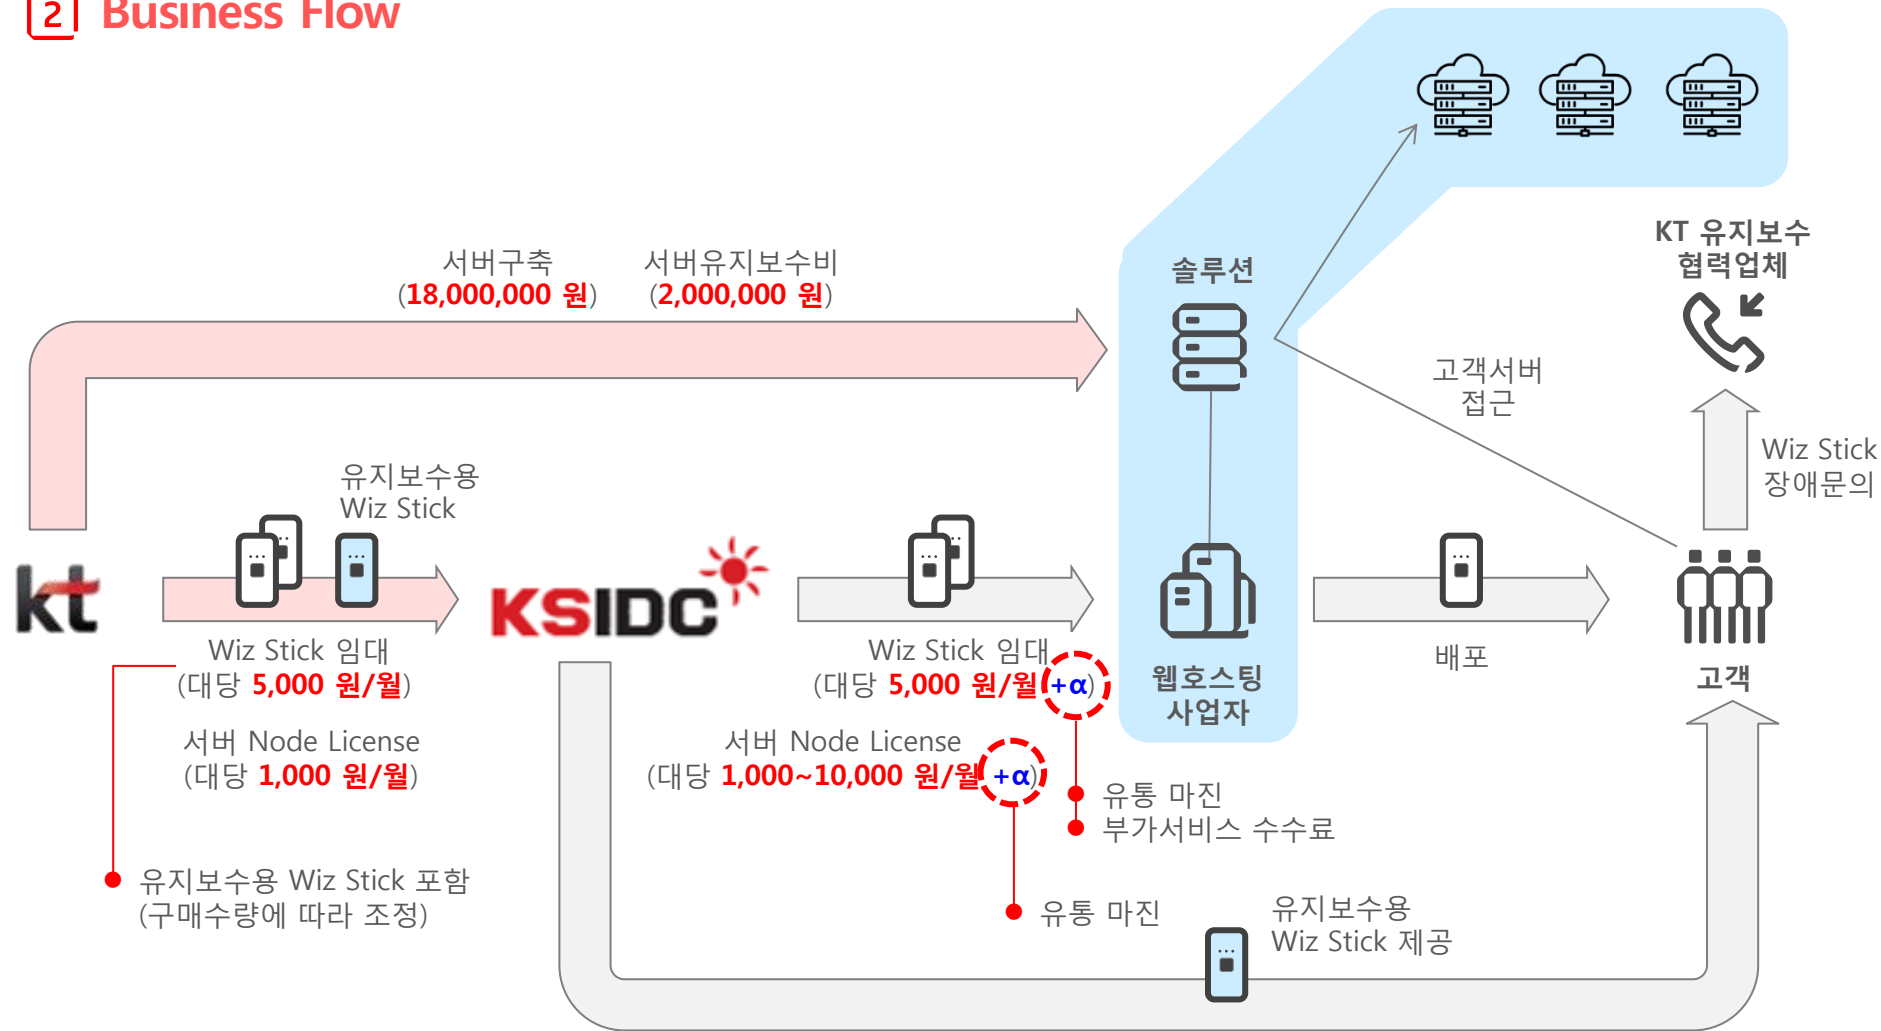 2 Business Flow
서버구축
(18,000,000 원)
서버유지보수비
(2,000,000 원)
솔루션
KT 유지보수
협력업체
고객서버
접근
Wiz Stick
장애문의
유지보수용
Wiz Stick
kt
KSIDC
Wiz Stick 임대
(대당 5,000 원/월)
서버 Node License
(대당 1,000 원/월)
유지보수용 Wiz Stick 포함
(구매수량에 따라 조정)
Wiz Stick 임대
(대당 5,000 원/월 +α)
서버 Node License
(대당 1,000~10,000 원/월 +α)
유통 마진
부가서비스 수수료
유통 마진
웹호스팅
사업자
배포
고객
유지보수용
Wiz Stick 제공